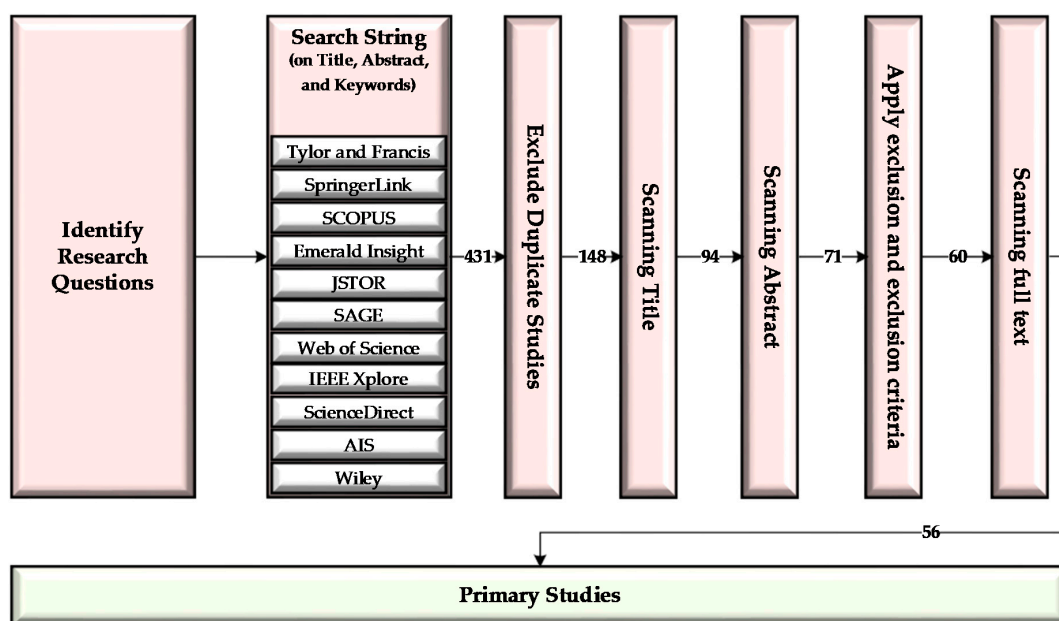 Identify
Research
Questions
Search String
(on Title, Abstract,
and Keywords)
Tylor and Francis
SpringerLink
SCOPUS
Emerald Insight
JSTOR
SAGE
Web of Science
IEEE Xplore
ScienceDirect
AIS
Wiley
431
Exclude Duplicate Studies
148
Scanning Title
94
Scanning Abstract
71
Apply exclusion and exclusion criteria
60
Scanning full text
56
Primary Studies